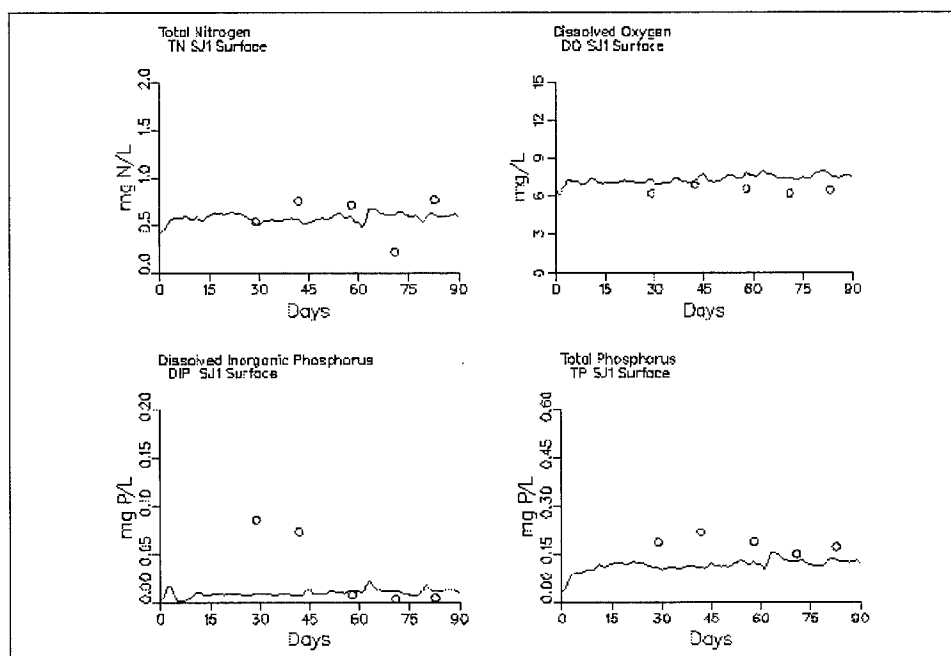 Total Nitrogen
TN SJ1 Surface
mg N/L
2.0
1.5
1.0
0.5
0.0
0 15 30 45 60 75 90
Days
Dissolved Oxygen
DO SJ1 Surface
mg/L
15
12
9
6
3
0
0 15 30 45 60 75 90
Days
Dissolved Inorganic Phosphorus
DIP SJ1 Surface
mg P/L
0.20
0.15
0.10
0.05
0.00
0 15 30 45 60 75 90
Days
Total Phosphorus
TP SJ1 Surface
mg P/L
0.60
0.45
0.30
0.15
0.00
0 15 30 45 60 75 90
Days